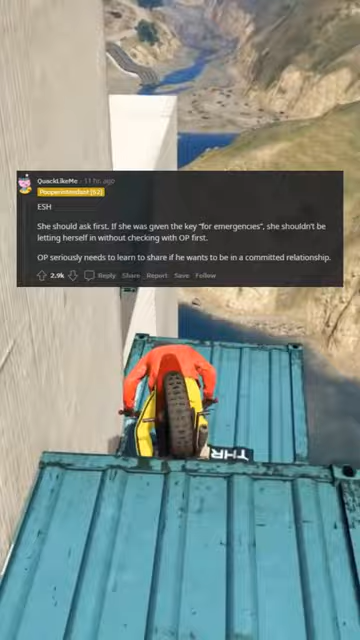 QuackLikeMe · 11 hr. ago
Pooperintendant [52]
ESH
She should ask first. If she was given the key "for emergencies", she shouldn't be
letting herself in without checking with OP first.
OP seriously needs to learn to share if he wants to be in a committed relationship.
2.9k Reply Share Report Save Follow
THR